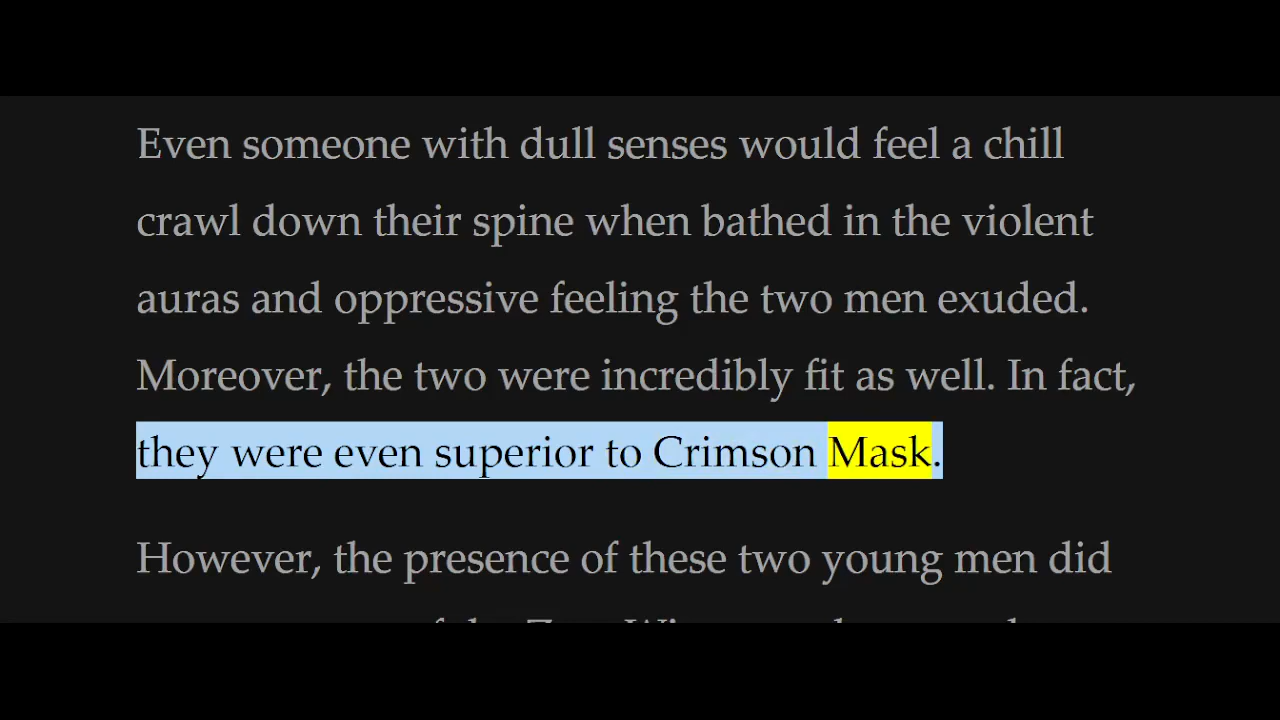 Even someone with dull senses would feel a chill
crawl down their spine when bathed in the violent
auras and oppressive feeling the two men exuded.
Moreover, the two were incredibly fit as well. In fact,
they were even superior to Crimson Mask.
However, the presence of these two young men did